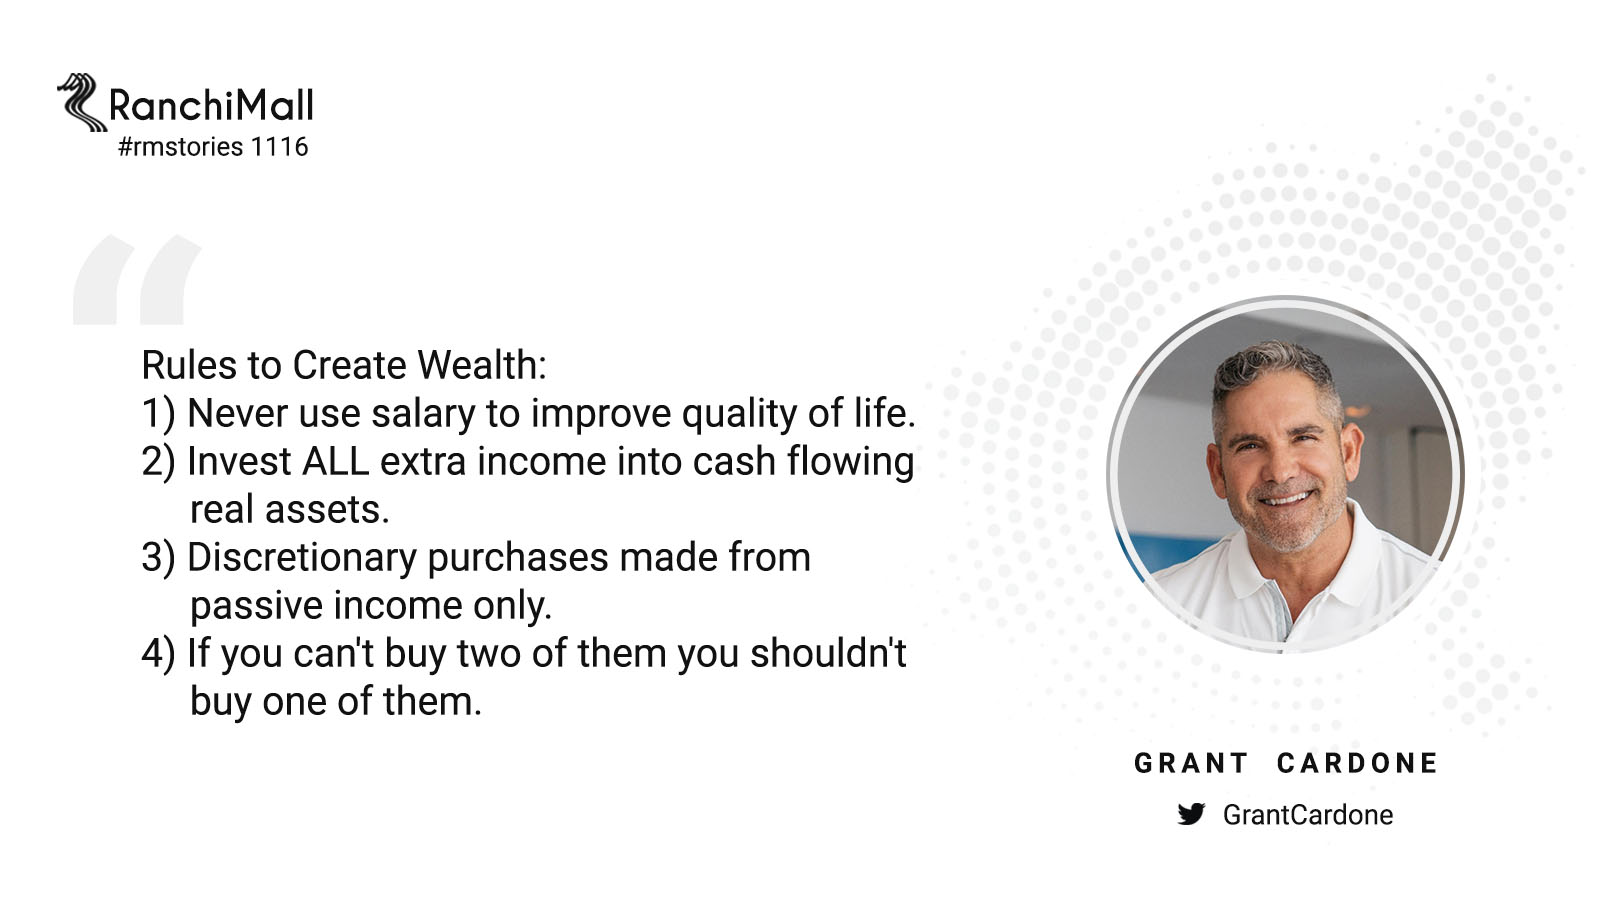 RanchiMall
#rmstories 1116
“
Rules to Create Wealth:
1) Never use salary to improve quality of life.
2) Invest ALL extra income into cash flowing
real assets.
3) Discretionary purchases made from
passive income only.
4) If you can't buy two of them you shouldn't
buy one of them.
GRANT CARDONE
GrantCardone